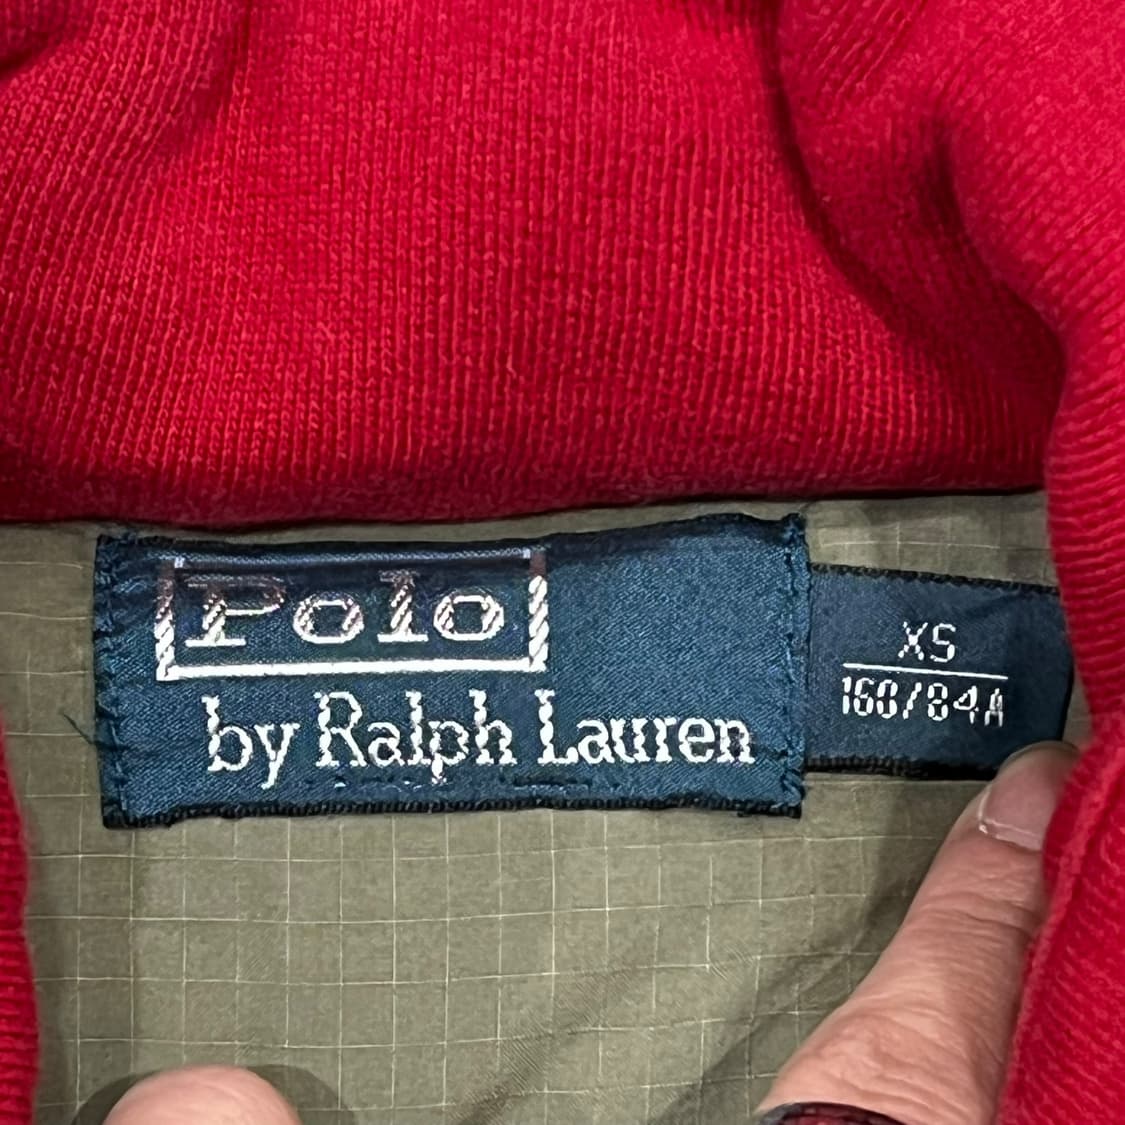 Polo
by Ralph Lauren
XS
160/84A